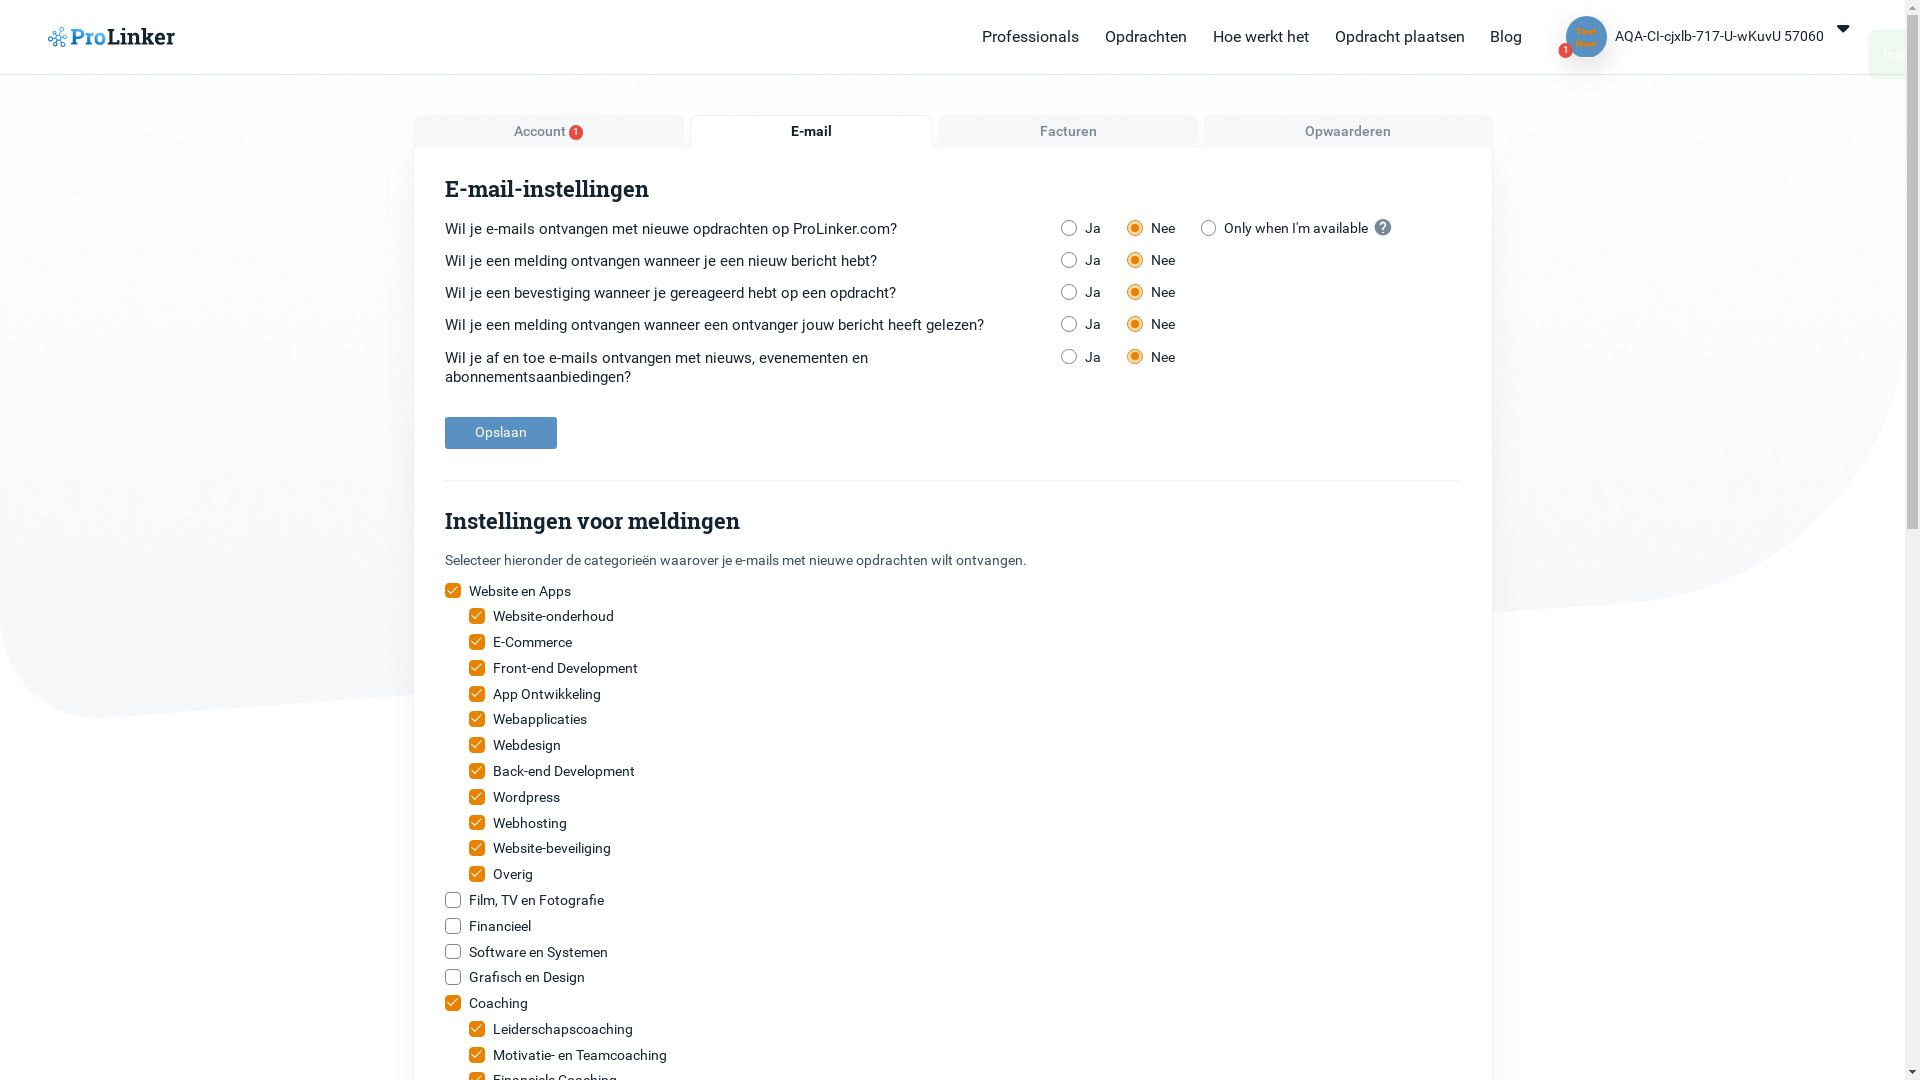 ProLinker
Professionals
Opdrachten
Hoe werkt het
Opdracht plaatsen
Blog
1
AQA-CI-cjxlb-717-U-wKuvU 57060
Account 1
E-mail
Facturen
Opwaarderen
E-mail-instellingen
Wil je e-mails ontvangen met nieuwe opdrachten op ProLinker.com?
Ja
Nee
Only when I'm available
?
Wil je een melding ontvangen wanneer je een nieuw bericht hebt?
Ja
Nee
Wil je een bevestiging wanneer je gereageerd hebt op een opdracht?
Ja
Nee
Wil je een melding ontvangen wanneer een ontvanger jouw bericht heeft gelezen?
Ja
Nee
Wil je af en toe e-mails ontvangen met nieuws, evenementen en
abonnementsaanbiedingen?
Ja
Nee
Opslaan
Instellingen voor meldingen
Selecteer hieronder de categorieën waarover je e-mails met nieuwe opdrachten wilt ontvangen.
Website en Apps
Website-onderhoud
E-Commerce
Front-end Development
App Ontwikkeling
Webapplicaties
Webdesign
Back-end Development
Wordpress
Webhosting
Website-beveiliging
Overig
Film, TV en Fotografie
Financieel
Software en Systemen
Grafisch en Design
Coaching
Leiderschapscoaching
Motivatie- en Teamcoaching
Financiele Coaching